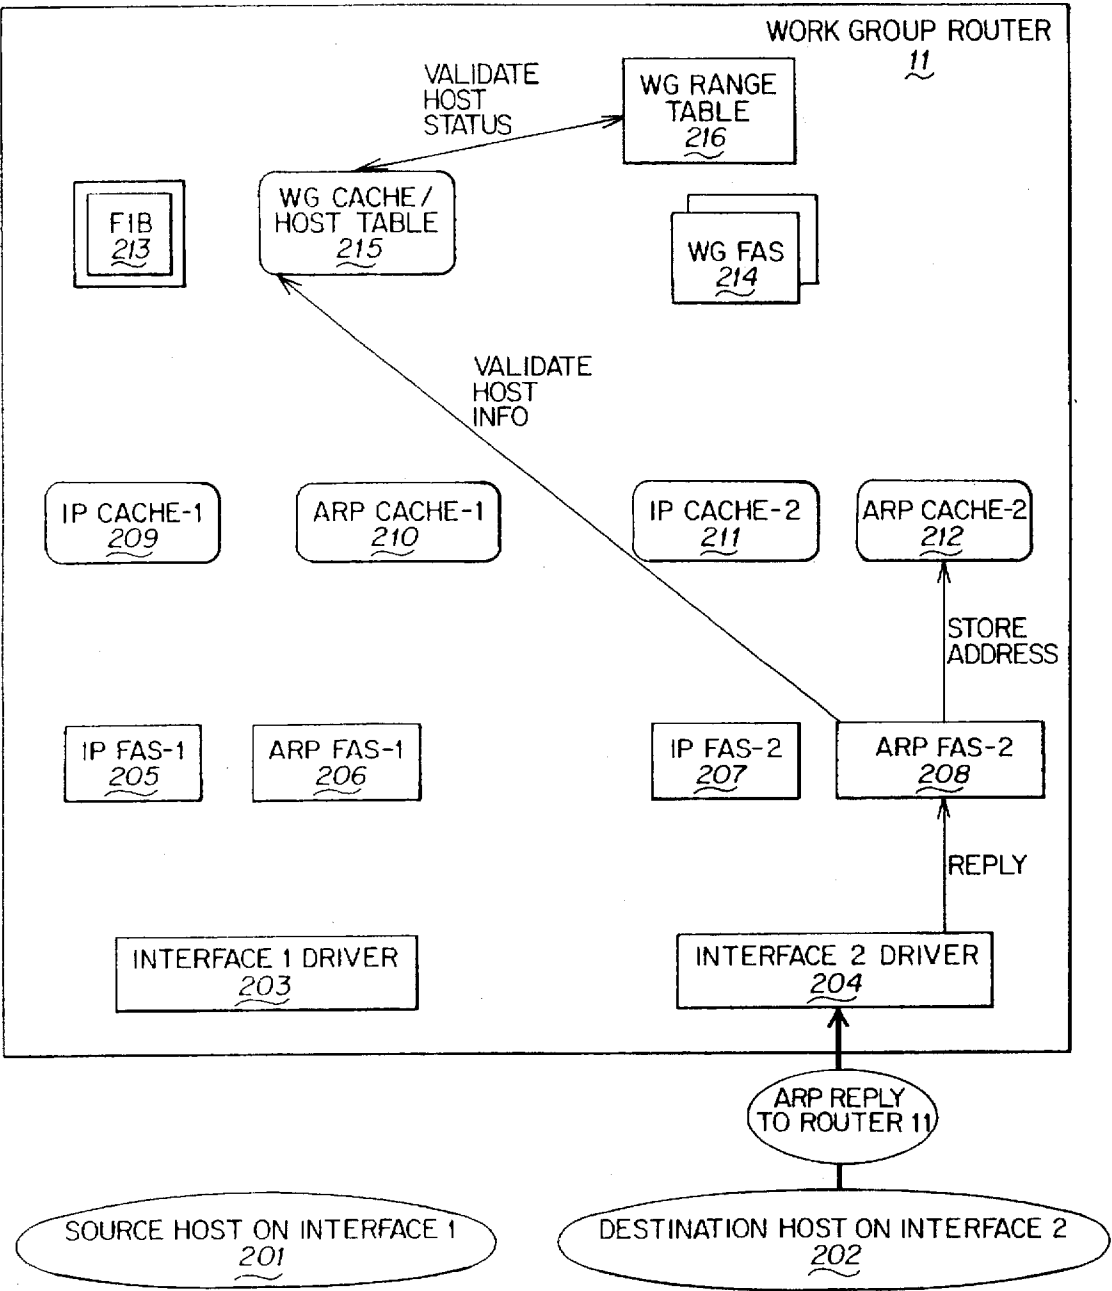 WORK GROUP ROUTER
11
VALIDATE
HOST
STATUS
WG RANGE
TABLE
216
FIB
213
WG CACHE/
HOST TABLE
215
WG FAS
214
VALIDATE
HOST
INFO
IP CACHE-1
209
ARP CACHE-1
210
IP CACHE-2
211
ARP CACHE-2
212
STORE
ADDRESS
IP FAS-1
205
ARP FAS-1
206
IP FAS-2
207
ARP FAS-2
208
REPLY
INTERFACE 1 DRIVER
203
INTERFACE 2 DRIVER
204
ARP REPLY
TO ROUTER 11
SOURCE HOST ON INTERFACE 1
201
DESTINATION HOST ON INTERFACE 2
202